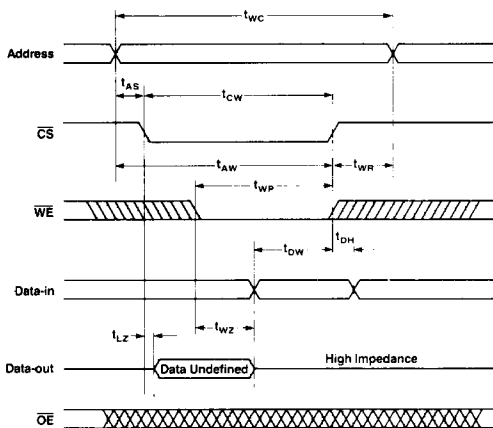 tWC
Address
tAS
tCW
CS
tAW
tWR
tWP
WE
tDW
tDH
Data-in
tLZ
tWZ
Data-out
Data Undefined
High Impedance
OE